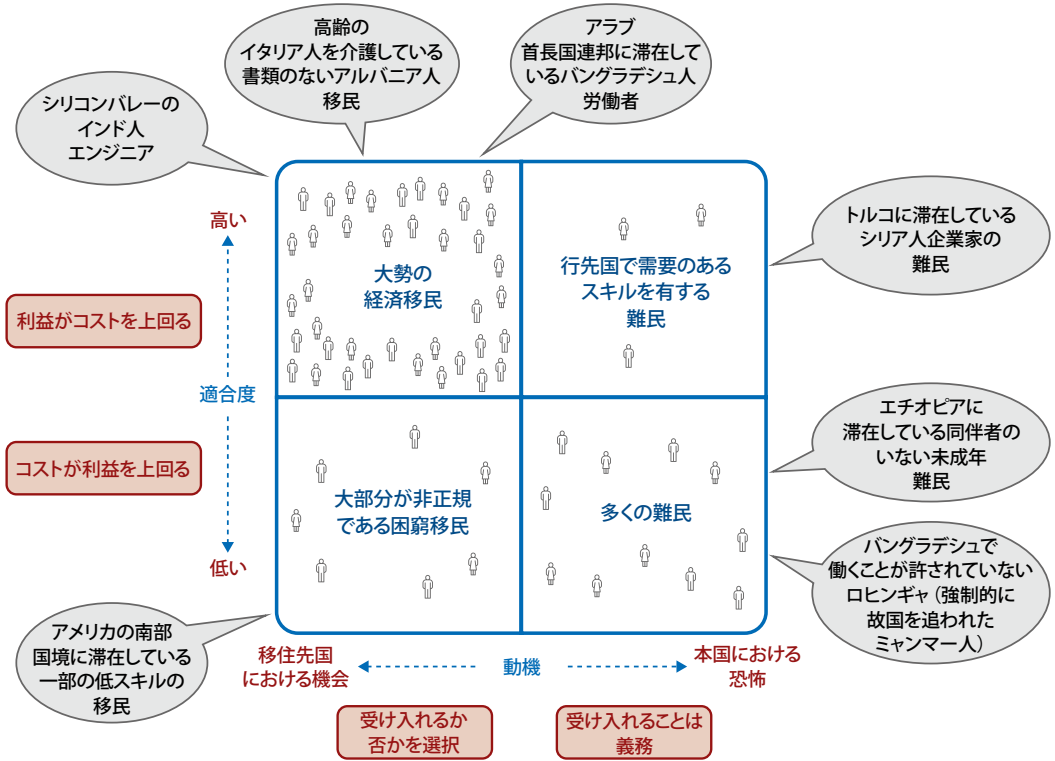 高齢の
イタリア人を介護している
書類のないアルバニア人
移民
アラブ
首長国連邦に滞在して
いるバングラデシュ人
労働者
シリコンバレーの
インド人
エンジニア
トルコに滞在している
シリア人企業家の
難民
高い
大勢の
経済移民
行先国で需要のある
スキルを有する
難民
利益がコストを上回る
適合度
コストが利益を上回る
エチオピアに
滞在している同伴者の
いない未成年
難民
大部分が非正規
である困窮移民
多くの難民
低い
バングラデシュで
働くことが許されていない
ロヒンギャ（強制的に
故国を追われた
ミャンマー人）
アメリカの南部
国境に滞在している
一部の低スキルの
移民
移住先国
における機会
動機
本国における
恐怖
受け入れるか
否かを選択
受け入れることは
義務